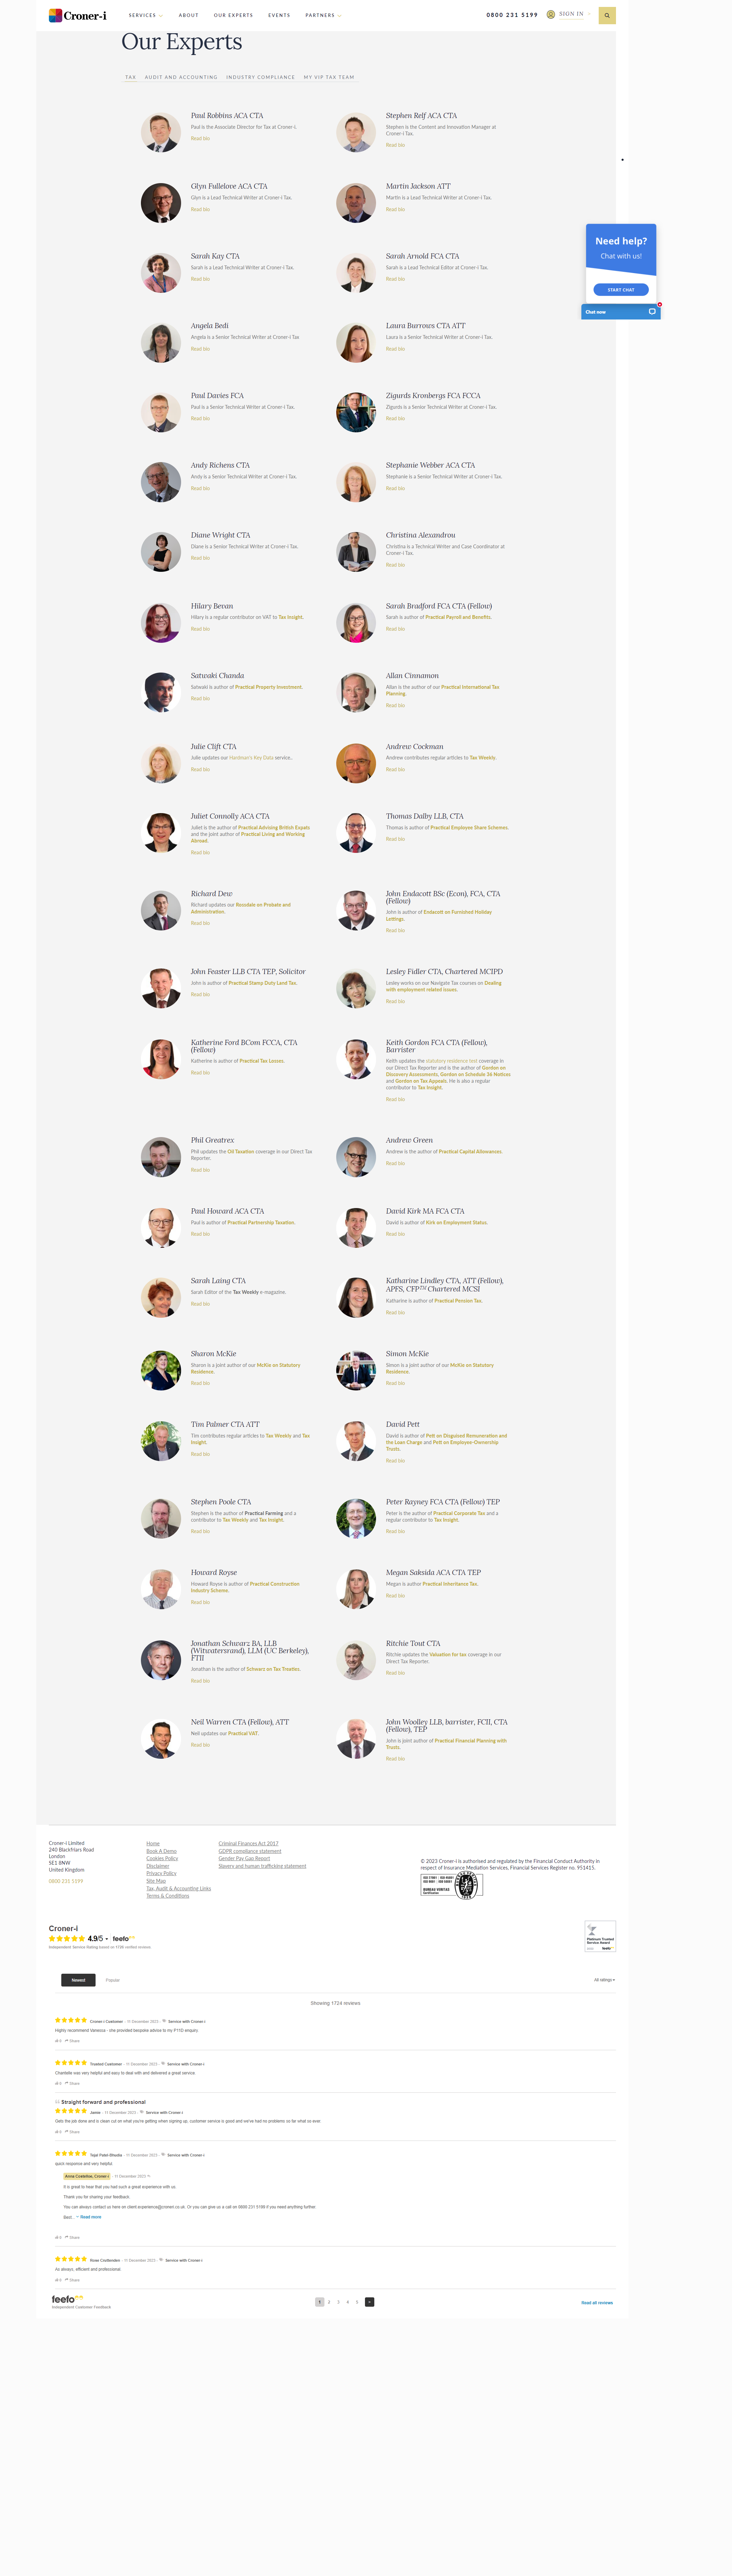 Croner-i
SERVICES
ABOUT
OUR EXPERTS
EVENTS
PARTNERS
0800 231 5199
SIGN IN
Our Experts
TAX
AUDIT AND ACCOUNTING
INDUSTRY COMPLIANCE
MY VIP TAX TEAM
Paul Robbins ACA CTA
Paul is the Associate Director for Tax at Croner-i.
Read bio
Stephen Relf ACA CTA
Stephen is the Content and Innovation Manager at
Croner-i Tax.
Read bio
Glyn Fullelove ACA CTA
Glyn is a Lead Technical Writer at Croner-i Tax.
Read bio
Martin Jackson ATT
Martin is a Lead Technical Writer at Croner-i Tax.
Read bio
Need help?
Chat with us!
START CHAT
Chat now
Sarah Kay CTA
Sarah is a Lead Technical Writer at Croner-i Tax.
Read bio
Sarah Arnold FCA CTA
Sarah is a Lead Technical Editor at Croner-i Tax.
Read bio
Angela Bedi
Angela is a Senior Technical Writer at Croner-i Tax
Read bio
Laura Burrows CTA ATT
Laura is a Senior Technical Writer at Croner-i Tax.
Read bio
Paul Davies FCA
Paul is a Senior Technical Writer at Croner-i Tax.
Read bio
Zigurds Kronbergs FCA FCCA
Zigurds is a Senior Technical Writer at Croner-i Tax.
Read bio
Andy Richens CTA
Andy is a Senior Technical Writer at Croner-i Tax.
Read bio
Stephanie Webber ACA CTA
Stephanie is a Senior Technical Writer at Croner-i Tax.
Read bio
Diane Wright CTA
Diane is a Senior Technical Writer at Croner-i Tax.
Read bio
Christina Alexandrou
Christina is a Technical Writer and Case Coordinator at
Croner-i Tax.
Read bio
Hilary Bevan
Hilary is a regular contributor on VAT to Tax Insight.
Read bio
Sarah Bradford FCA CTA (Fellow)
Sarah is author of Practical Payroll and Benefits.
Read bio
Satwaki Chanda
Satwaki is author of Practical Property Investment.
Read bio
Allan Cinnamon
Allan is the author of our Practical International Tax
Planning.
Read bio
Julie Clift CTA
Julie updates our Hardman's Key Data service..
Read bio
Andrew Cockman
Andrew contributes regular articles to Tax Weekly.
Read bio
Juliet Connolly ACA CTA
Juliet is the author of Practical Advising British Expats
and the joint author of Practical Living and Working
Abroad.
Read bio
Thomas Dalby LLB, CTA
Thomas is author of Practical Employee Share Schemes.
Read bio
Richard Dew
Richard updates our Rossdale on Probate and
Administration.
Read bio
John Endacott BSc (Econ), FCA, CTA
(Fellow)
John is author of Endacott on Furnished Holiday
Lettings.
Read bio
John Feaster LLB CTA TEP, Solicitor
John is author of Practical Stamp Duty Land Tax.
Read bio
Lesley Fidler CTA, Chartered MCIPD
Lesley works on our Navigate Tax courses on Dealing
with employment related issues.
Read bio
Katherine Ford BCom FCCA, CTA
(Fellow)
Katherine is author of Practical Tax Losses.
Read bio
Keith Gordon FCA CTA (Fellow),
Barrister
Keith updates the statutory residence test coverage in
our Direct Tax Reporter and is the author of Gordon on
Discovery Assessments, Gordon on Schedule 36 Notices
and Gordon on Tax Appeals. He is also a regular
contributor to Tax Insight.
Read bio
Phil Greatrex
Phil updates the Oil Taxation coverage in our Direct Tax
Reporter.
Read bio
Andrew Green
Andrew is the author of Practical Capital Allowances.
Read bio
Paul Howard ACA CTA
Paul is author of Practical Partnership Taxation.
Read bio
David Kirk MA FCA CTA
David is author of Kirk on Employment Status.
Read bio
Sarah Laing CTA
Sarah Editor of the Tax Weekly e-magazine.
Read bio
Katharine Lindley CTA, ATT (Fellow),
APFS, CFP™ Chartered MCSI
Katharine is author of Practical Pension Tax.
Read bio
Sharon McKie
Sharon is a joint author of our McKie on Statutory
Residence.
Read bio
Simon McKie
Simon is a joint author of our McKie on Statutory
Residence.
Read bio
Tim Palmer CTA ATT
Tim contributes regular articles to Tax Weekly and Tax
Insight.
Read bio
David Pett
David is author of Pett on Disguised Remuneration and
the Loan Charge and Pett on Employee-Ownership
Trusts.
Read bio
Stephen Poole CTA
Stephen is the author of Practical Farming and a
contributor to Tax Weekly and Tax Insight.
Read bio
Peter Rayney FCA CTA (Fellow) TEP
Peter is the author of Practical Corporate Tax and a
regular contributor to Tax Insight.
Read bio
Howard Royse
Howard Royse is author of Practical Construction
Industry Scheme.
Read bio
Megan Saksida ACA CTA TEP
Megan is author Practical Inheritance Tax.
Read bio
Jonathan Schwarz BA, LLB
(Witwatersrand), LLM (UC Berkeley),
FTII
Jonathan is the author of Schwarz on Tax Treaties.
Read bio
Ritchie Tout CTA
Ritchie updates the Valuation for tax coverage in our
Direct Tax Reporter.
Read bio
Neil Warren CTA (Fellow), ATT
Neil updates our Practical VAT.
Read bio
John Woolley LLB, barrister, FCII, CTA
(Fellow), TEP
John is joint author of Practical Financial Planning with
Trusts.
Read bio
Croner-i Limited
240 Blackfriars Road
London
SE1 8NW
United Kingdom
0800 231 5199
Home
Book A Demo
Cookies Policy
Disclaimer
Privacy Policy
Site Map
Tax, Audit & Accounting Links
Terms & Conditions
Criminal Finances Act 2017
GDPR compliance statement
Gender Pay Gap Report
Slavery and human trafficking statement
© 2023 Croner-i is authorised and regulated by the Financial Conduct Authority in
respect of Insurance Mediation Services, Financial Services Register no. 951415.
BUREAU VERITAS
Certification
Croner-i
4.9/5 • feefo
Independent Service Rating based on 1726 verified reviews
Platinum Trusted
Service Award
feefo
Newest
Popular
All ratings
Showing 1724 reviews
Croner-i Customer - 11 December 2023 - Service with Croner-i
Highly recommend Vanessa - she provided bespoke advice to my P11D enquiry
0 Share
Trusted Customer - 11 December 2023 - Service with Croner-i
Chantelle was very helpful and easy to deal with and delivered a great service
0 Share
Straight forward and professional
Jamie - 11 December 2023 - Service with Croner-i
Gets the job done and is clean cut on what you're getting when signing up, customer service is good and we've had no problems so far what so ever.
0 Share
11 December 2023 - Service with Croner-i
quick response and very helpful
Croner-i - 11 December 2023
It is great to hear that you had such a great experience with us
Thank you for sharing your feedback.
You can always contact us here on client.experience@croneri.co.uk. Or you can give us a call on 0800 231 5199 if you need anything further.
Best... Read more
0 Share
11 December 2023 - Service with Croner-i
As always, efficient and professional
0 Share
feefo
Independent Customer Feedback
1 2 3 4 5 >
Read all reviews